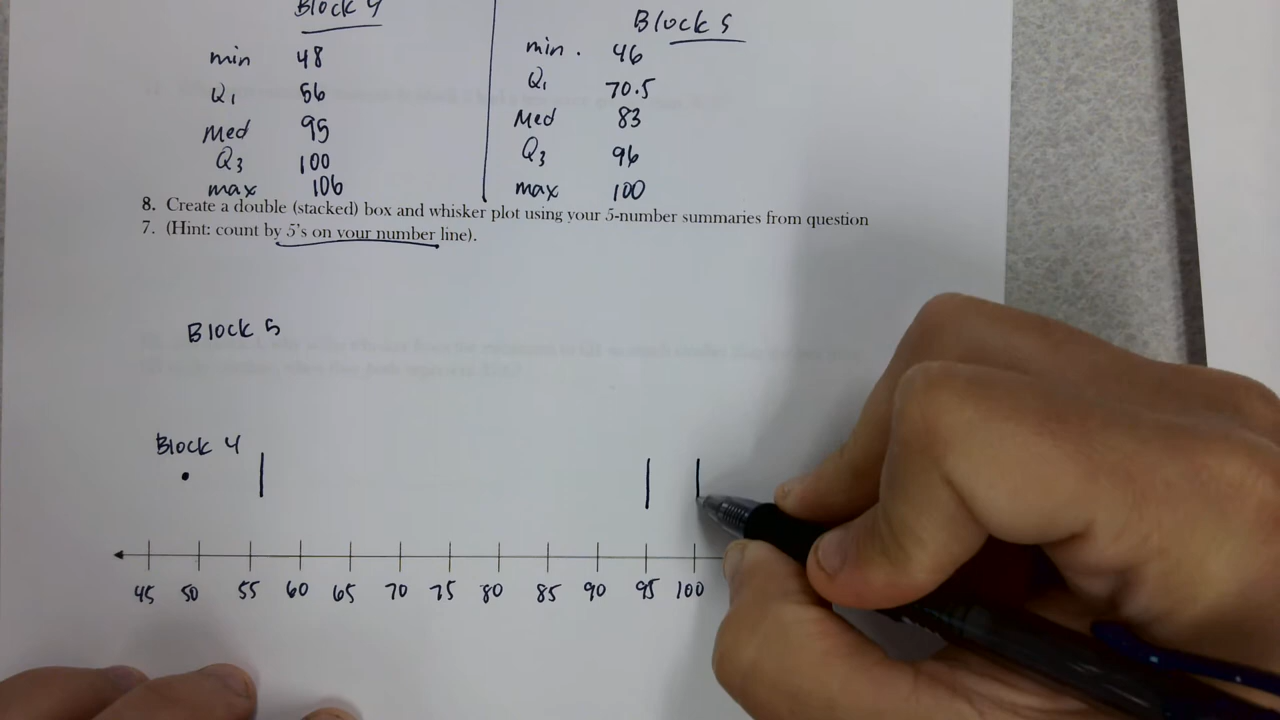 Block 4
min 48
Q1 56
Med 95
Q3 100
max 106
Block 5
min. 46
Q1 70.5
Med 83
Q3 96
max 100
8. Create a double (stacked) box and whisker plot using your 5-number summaries from question
7. (Hint: count by 5's on your number line).
Block 5
Block 4
45 50 55 60 65 70 75 80 85 90 95 100